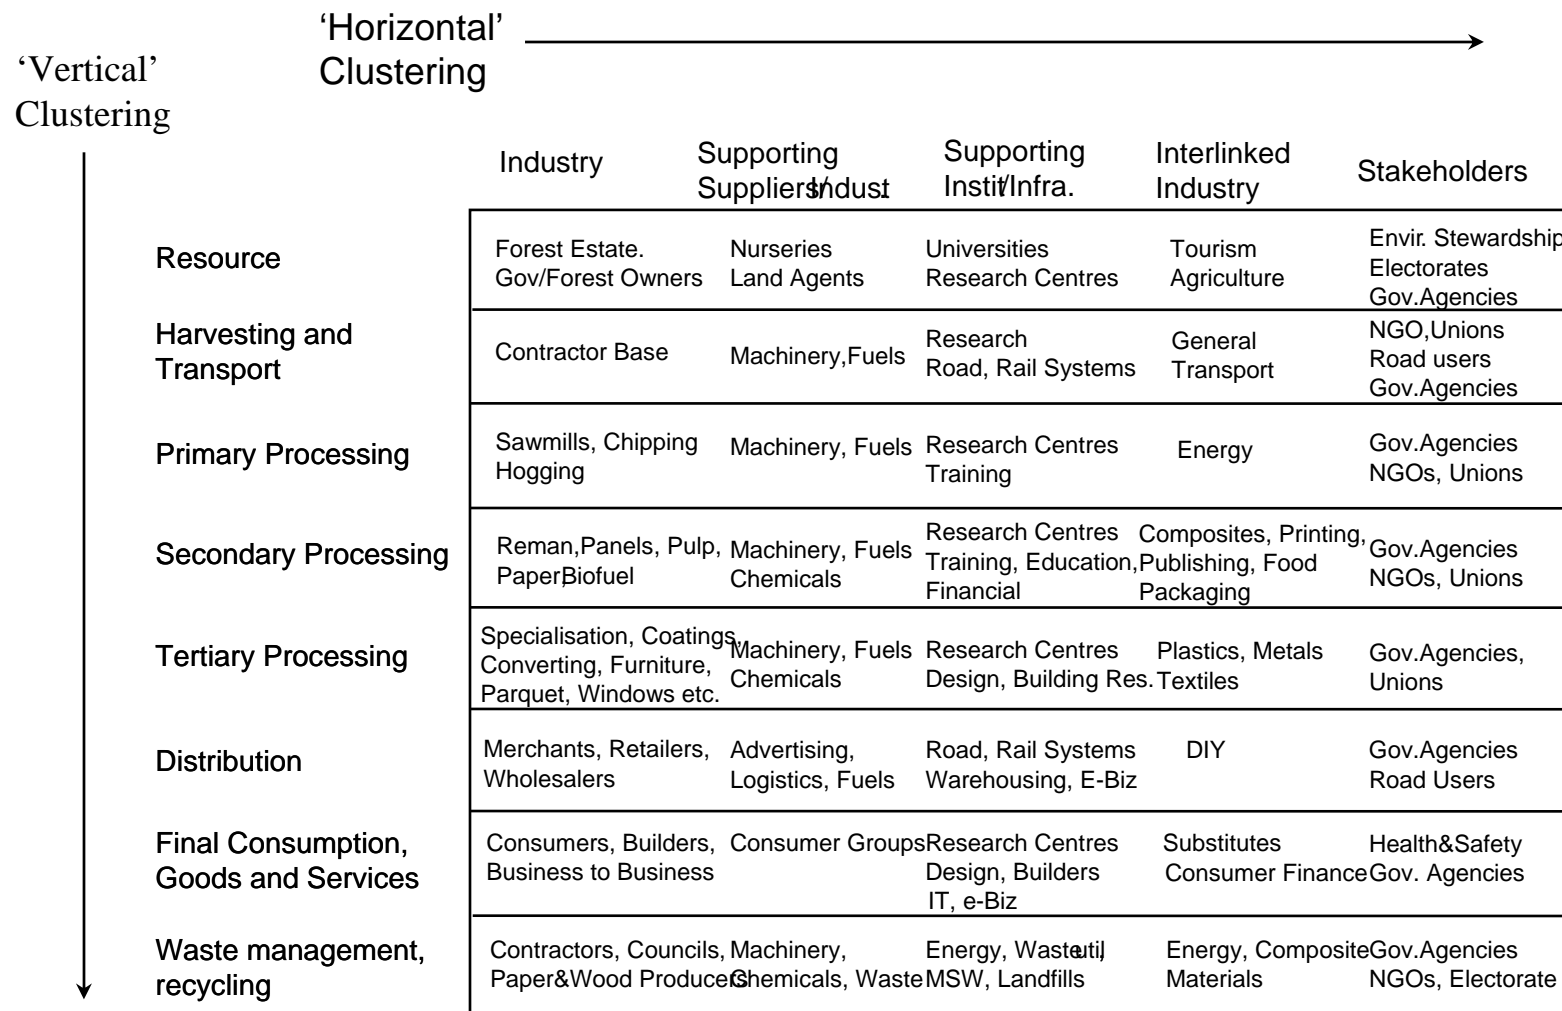 ‘Horizontal’
Clustering
‘Vertical’
Clustering
Industry
Supporting
Suppliers/Indust.
Supporting
Instit/Infra.
Interlinked
Industry
Stakeholders
Resource
Forest Estate.
Gov/Forest Owners
Nurseries
Land Agents
Universities
Research Centres
Tourism
Agriculture
Envir. Stewardship
Electorates
Gov.Agencies
Harvesting and
Transport
Contractor Base
Machinery,Fuels
Research
Road, Rail Systems
General
Transport
NGO,Unions
Road users
Gov.Agencies
Primary Processing
Sawmills, Chipping
Hogging
Machinery, Fuels
Research Centres
Training
Energy
Gov.Agencies
NGOs, Unions
Secondary Processing
Reman,Panels, Pulp,
Paper,Biofuel
Machinery, Fuels
Chemicals
Research Centres
Training, Education,
Financial
Composites, Printing,
Publishing, Food
Packaging
Gov.Agencies
NGOs, Unions
Tertiary Processing
Specialisation, Coatings,
Converting, Furniture,
Parquet, Windows etc.
Machinery, Fuels
Chemicals
Research Centres
Design, Building Res.
Plastics, Metals
Textiles
Gov.Agencies,
Unions
Distribution
Merchants, Retailers,
Wholesalers
Advertising,
Logistics, Fuels
Road, Rail Systems
Warehousing, E-Biz
DIY
Gov.Agencies
Road Users
Final Consumption,
Goods and Services
Consumers, Builders,
Business to Business
Consumer Groups
Research Centres
Design, Builders
IT, e-Biz
Substitutes
Consumer Finance
Health&Safety
Gov. Agencies
Waste management,
recycling
Contractors, Councils,
Paper&Wood Producers
Machinery,
Chemicals, Waste
Energy, Waste util,
MSW, Landfills
Energy, Composite
Materials
Gov.Agencies
NGOs, Electorate